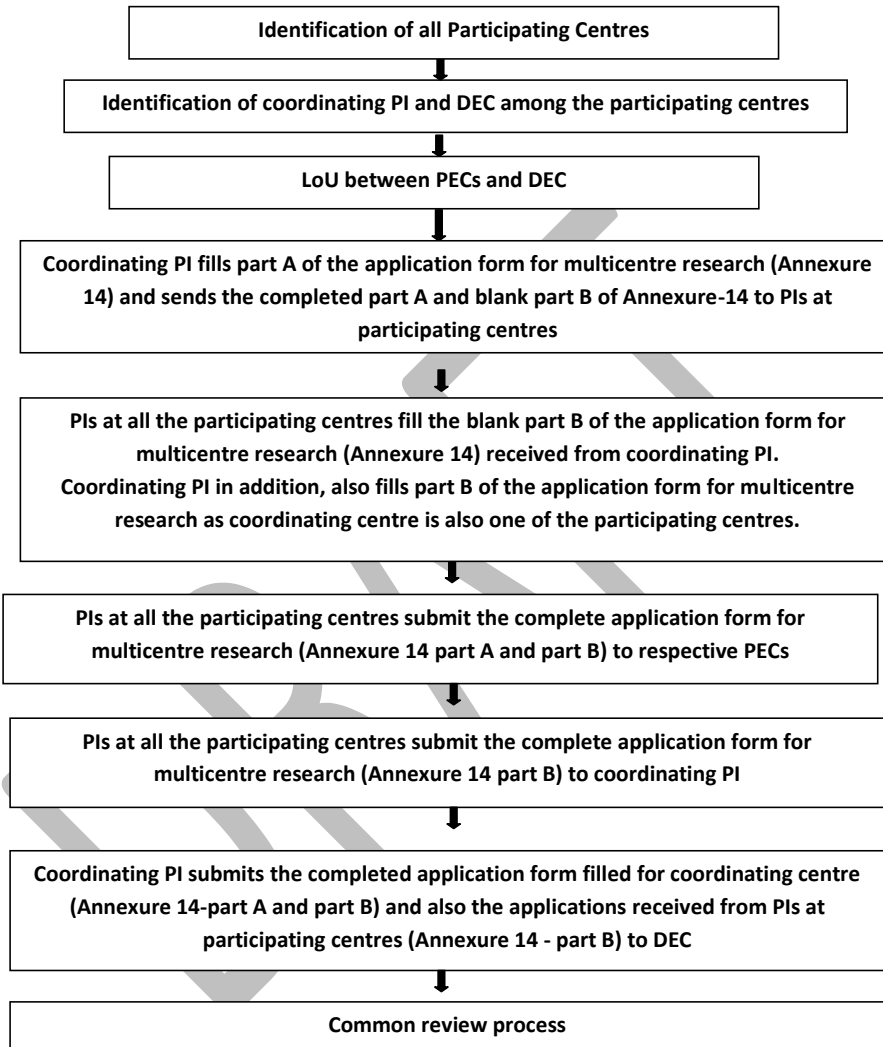 Identification of all Participating Centres
Identification of coordinating PI and DEC among the participating centres
LoU between PECs and DEC
Coordinating PI fills part A of the application form for multicentre research (Annexure
14) and sends the completed part A and blank part B of Annexure-14 to PIs at
participating centres
PIs at all the participating centres fill the blank part B of the application form for
multicentre research (Annexure 14) received from coordinating PI.
Coordinating PI in addition, also fills part B of the application form for multicentre
research as coordinating centre is also one of the participating centres.
PIs at all the participating centres submit the complete application form for
multicentre research (Annexure 14 part A and part B) to respective PECs
PIs at all the participating centres submit the complete application form for
multicentre research (Annexure 14 part B) to coordinating PI
Coordinating PI submits the completed application form filled for coordinating centre
(Annexure 14-part A and part B) and also the applications received from PIs at
participating centres (Annexure 14 - part B) to DEC
Common review process